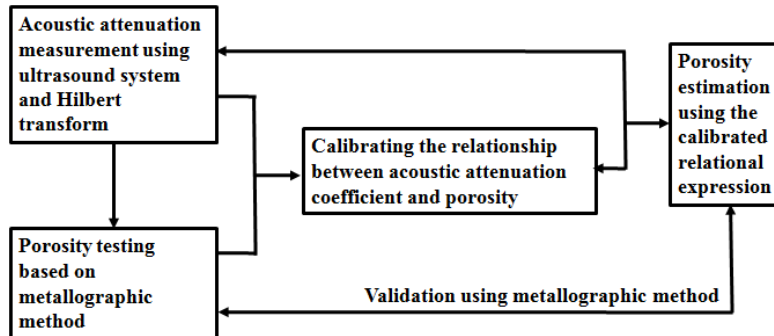 Acoustic attenuation
measurement using
ultrasound system
and Hilbert
transform
Porosity
estimation
using the
calibrated
relational
expression
Calibrating the relationship
between acoustic attenuation
coefficient and porosity
Porosity testing
based on
metallographic
method
Validation using metallographic method